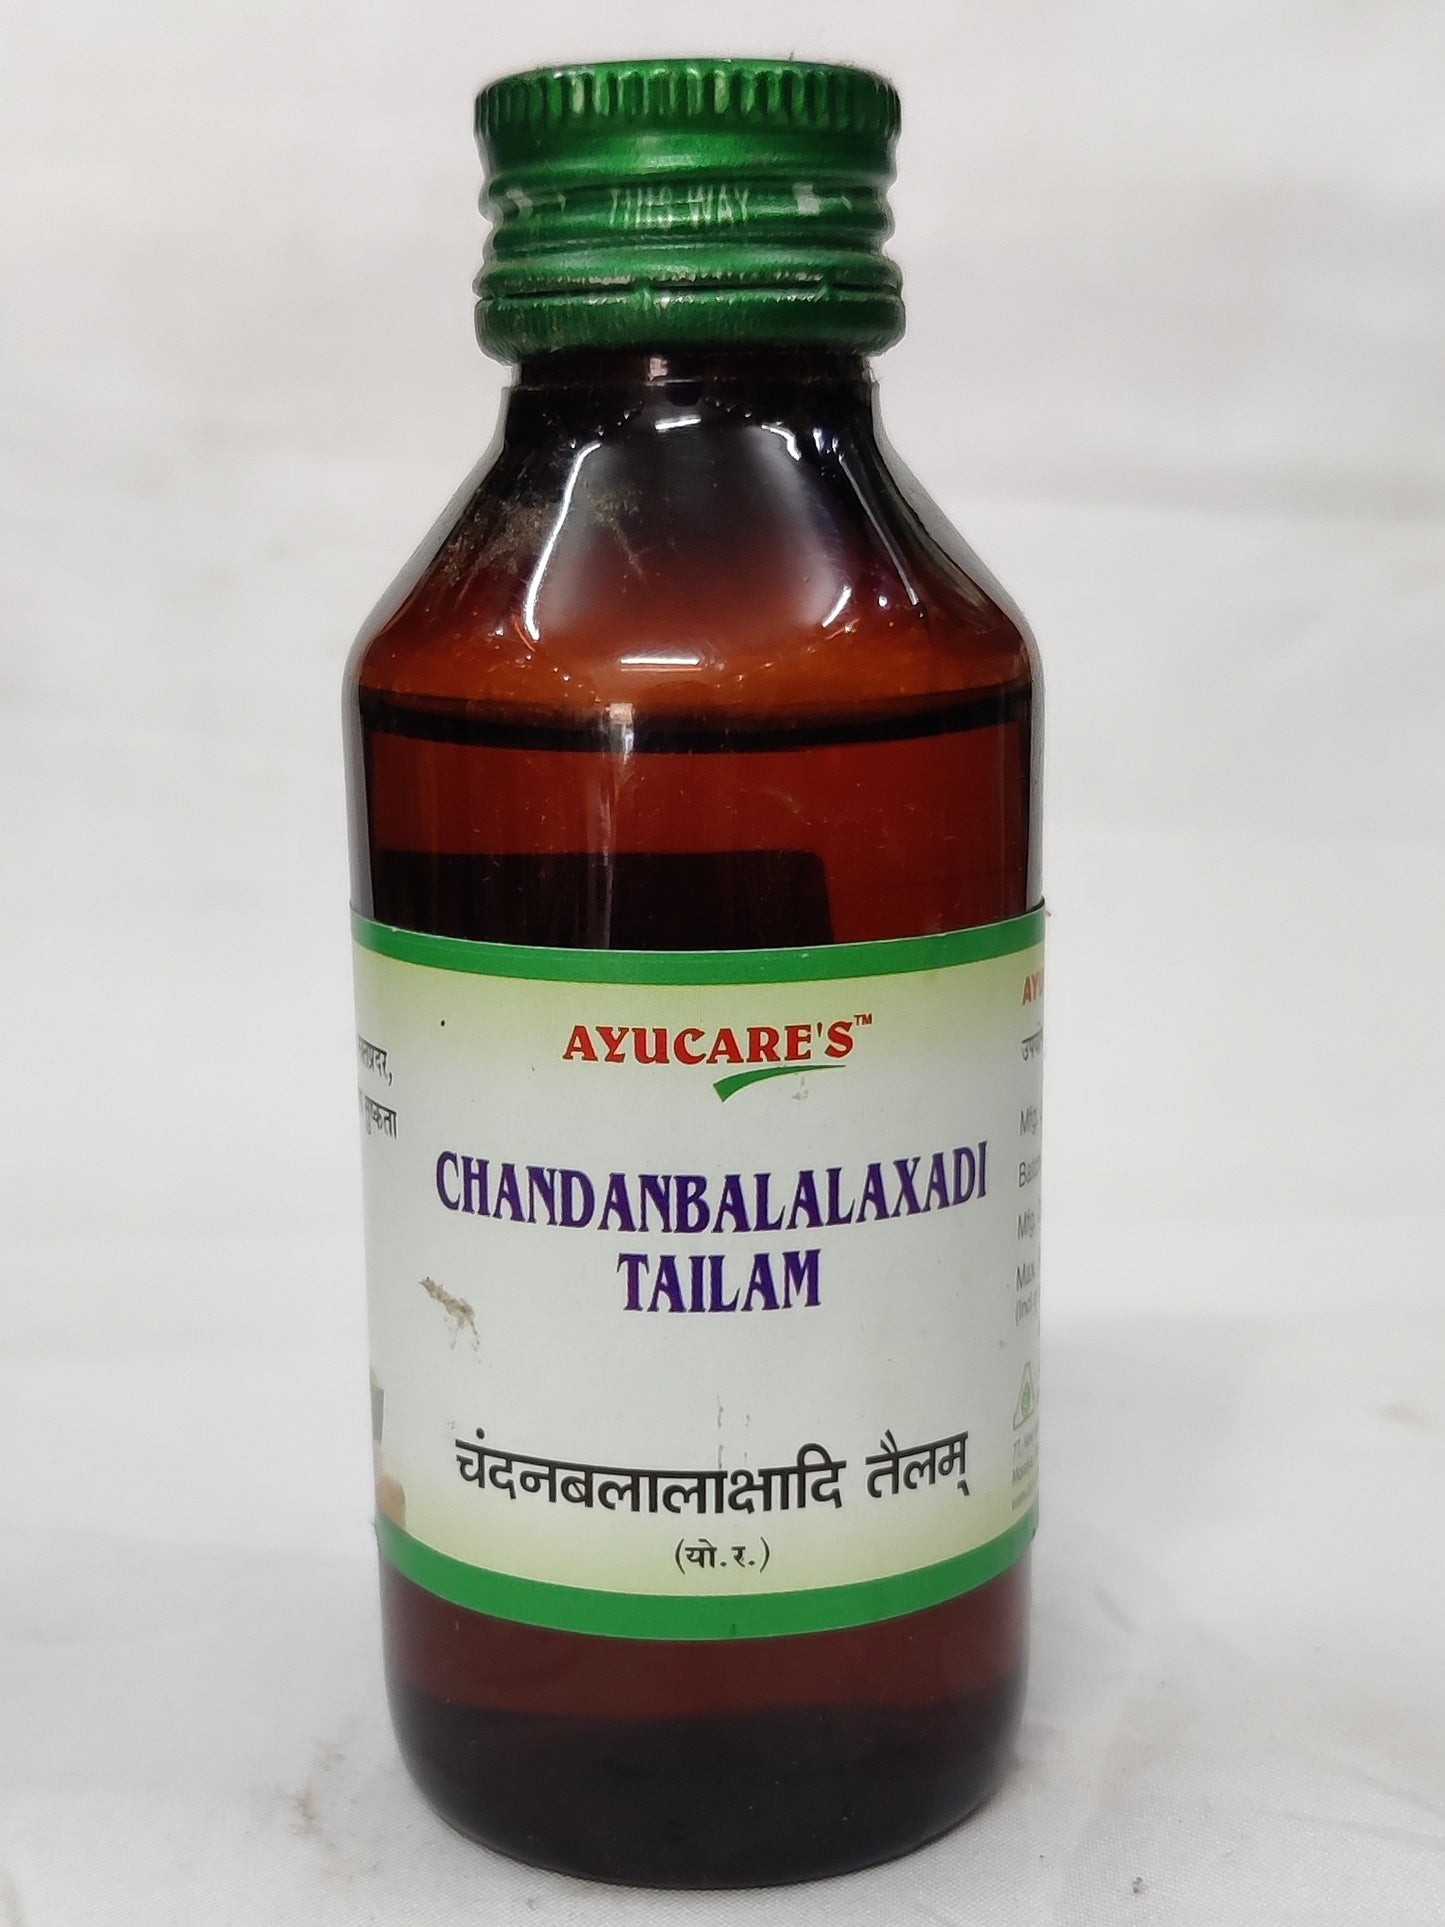 THIS WAY
AYUCARE'S™
CHANDANBALALAXADI
TAILAM
चंदनबलालाक्षादि तैलम्
(यो.र.)